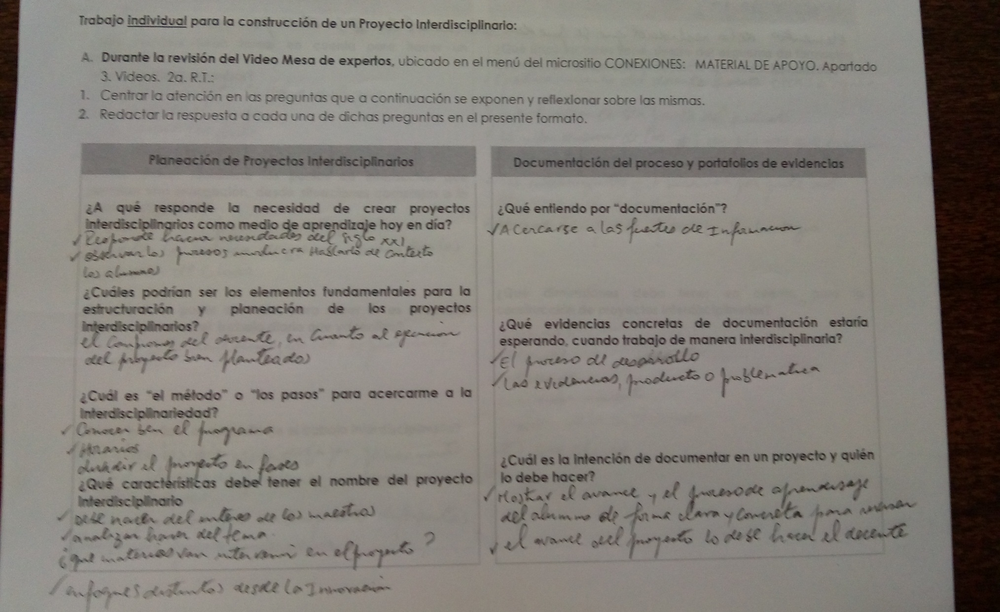 Trabajo individual para la construcción de un Proyecto Interdisciplinario:
A. Durante la revisión del Video Mesa de expertos, ubicado en el menú del micrositio CONEXIONES: MATERIAL DE APOYO. Apartado
3. Videos. 2a. R.T.:
1. Centrar la atención en las preguntas que a continuación se exponen y reflexionar sobre las mismas.
2. Redactar la respuesta a cada una de dichas preguntas en el presente formato.
Planeación de Proyectos Interdisciplinarios
¿A qué responde la necesidad de crear proyectos
interdisciplinarios como medio de aprendizaje hoy en día?
✓ Responde hacia necesidades del siglo XXI
✓ observar los procesos de contexto
los alumnos
¿Cuáles podrían ser los elementos fundamentales para la
estructuración y planeación de los proyectos
interdisciplinarios?
el del docente, en cuanto al
del proyecto bien planteados
¿Cuál es “el método” o “los pasos” para acercarme a la
interdisciplinariedad?
✓ Conocer bien el programa
✓ Horarios
el proyecto en fases
¿Qué características debe tener el nombre del proyecto
interdisciplinario
✓ Debe nacer del interes de los maestros
✓ analizar del tema
¿que materias van intervenir en el proyecto?
✓ enfoques distintos desde la Innovación
Documentación del proceso y portafolios de evidencias
¿Qué entiendo por “documentación”?
✓ Acercarse a las fuentes de Información
¿Qué evidencias concretas de documentación estaría
esperando, cuando trabajo de manera interdisciplinaria?
✓ El proceso de desarrollo
✓ las evidencias, producto o problematica
¿Cuál es la intención de documentar en un proyecto y quién
lo debe hacer?
✓ Mostrar el avance y el proceso de aprendisaje
del alumno de forma clara y concreta para
✓ el avance del proyecto lo debe hacer el docente